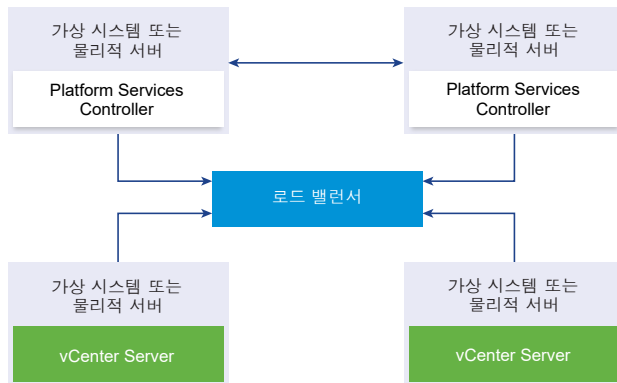 가상 시스템 또는
물리적 서버
Platform Services
Controller
가상 시스템 또는
물리적 서버
Platform Services
Controller
로드 밸런서
가상 시스템 또는
물리적 서버
vCenter Server
가상 시스템 또는
물리적 서버
vCenter Server